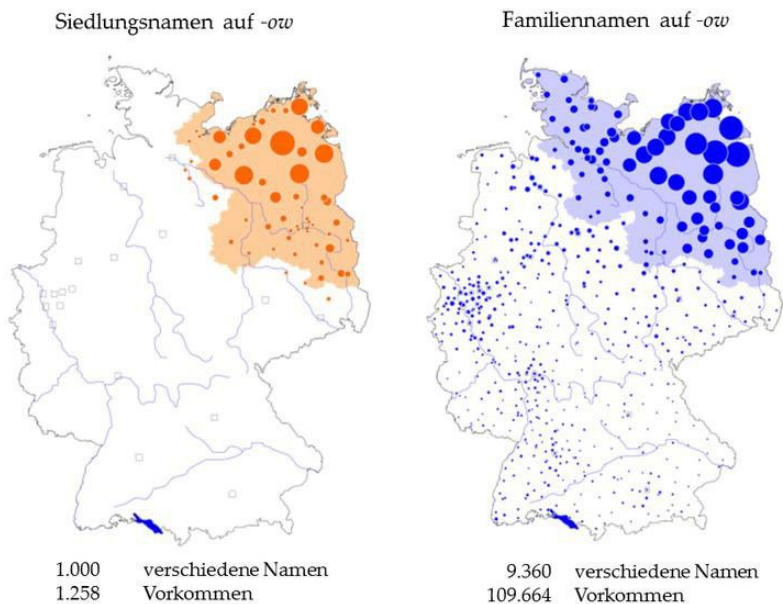 Siedlungsnamen auf -ow
Familiennamen auf -ow
1.000 verschiedene Namen
1.258 Vorkommen
9.360 verschiedene Namen
109.664 Vorkommen